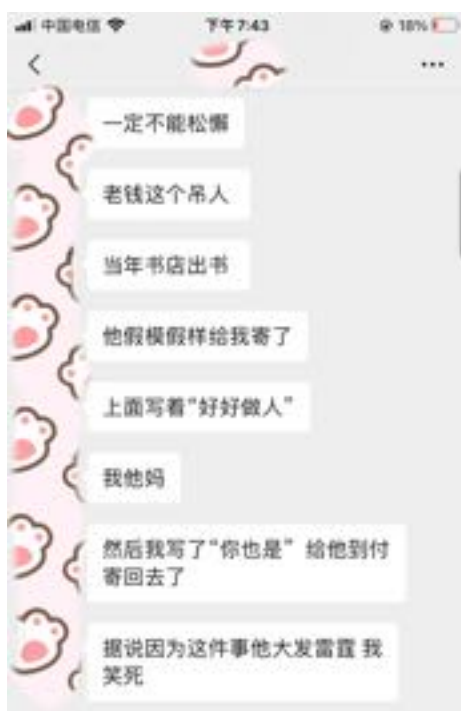 中国电信
下午7:43
18%
一定不能松懈
老钱这个吊人
当年书店出书
他假模假样给我寄了
上面写着“好好做人”
我他妈
然后我写了“你也是” 给他到付
寄回去了
据说因为这件事他大发雷霆 我
笑死